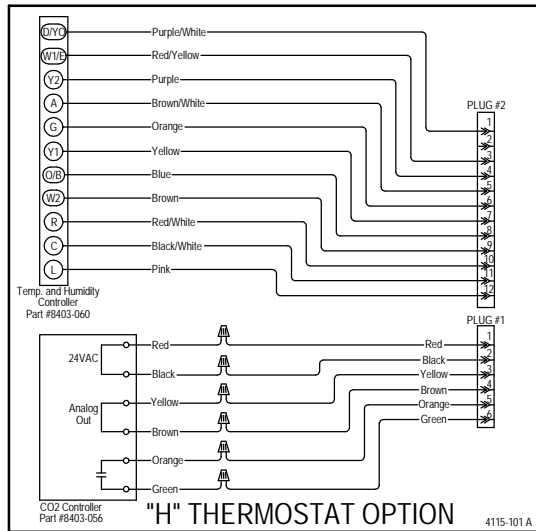 D/YO Purple/White
W1/E Red/Yellow
Y2 Purple
A Brown/White
G Orange
Y1 Yellow
O/B Blue
W2 Brown
R Red/White
C Black/White
L Pink
Temp. and Humidity
Controller
Part #8403-060
PLUG #2
1
2
3
4
5
6
7
8
9
10
11
12
24VAC
Analog
Out
Red
Black
Yellow
Brown
Orange
Green
CO2 Controller
Part #8403-056
PLUG #1
Red 1
Black 2
Yellow 3
Brown 4
Orange 5
Green 6
"H" THERMOSTAT OPTION
4115-101 A